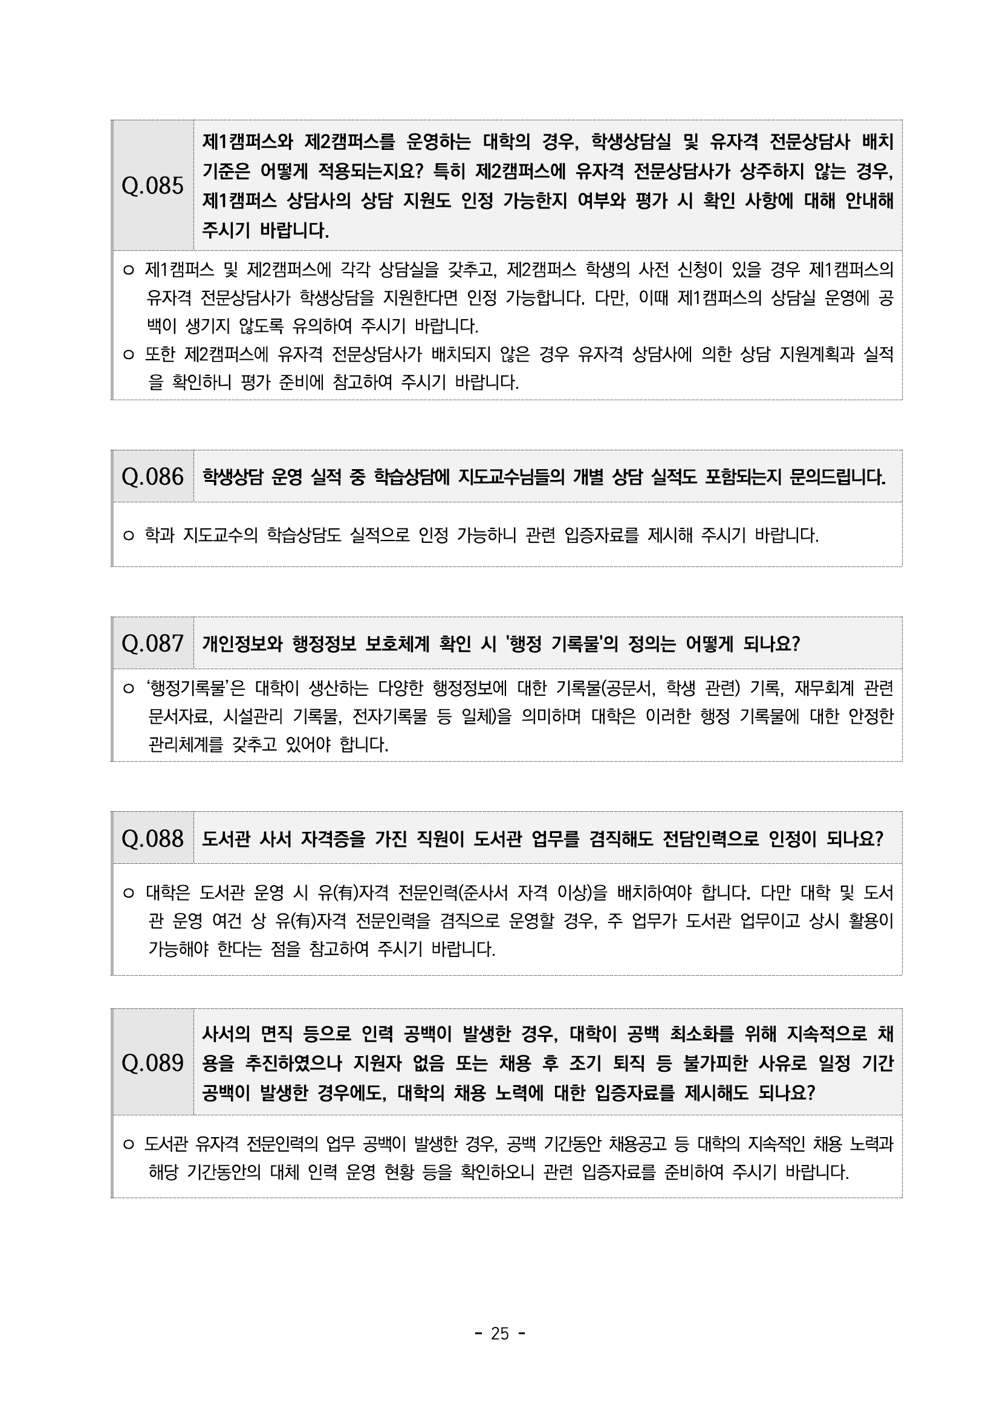 제1캠퍼스와 제2캠퍼스를 운영하는 대학의 경우, 학생상담실 및 유자격 전문상담사 배치
기준은 어떻게 적용되는지요? 특히 제2캠퍼스에 유자격 전문상담사가 상주하지 않는 경우,
Q.085
제1캠퍼스 상담사의 상담 지원도 인정 가능한지 여부와 평가 시 확인 사항에 대해 안내해
주시기 바랍니다.
ㅇ 제1캠퍼스 및 제2캠퍼스에 각각 상담실을 갖추고, 제2캠퍼스 학생의 사전 신청이 있을 경우 제1캠퍼스의
유자격 전문상담사가 학생상담을 지원한다면 인정 가능합니다. 다만, 이때 제1캠퍼스의 상담실 운영에 공
백이 생기지 않도록 유의하여 주시기 바랍니다.
ㅇ 또한 제2캠퍼스에 유자격 전문상담사가 배치되지 않은 경우 유자격 상담사에 의한 상담 지원계획과 실적
을 확인하니 평가 준비에 참고하여 주시기 바랍니다.
Q.086 학생상담 운영 실적 중 학습상담에 지도교수님들의 개별 상담 실적도 포함되는지 문의드립니다.
ㅇ 학과 지도교수의 학습상담도 실적으로 인정 가능하니 관련 입증자료를 제시해 주시기 바랍니다.
Q.087 개인정보와 행정정보 보호체계 확인 시 '행정 기록물'의 정의는 어떻게 되나요?
ㅇ ‘행정기록물’은 대학이 생산하는 다양한 행정정보에 대한 기록물(공문서, 학생 관련) 기록, 재무회계 관련
문서자료, 시설관리 기록물, 전자기록물 등 일체)을 의미하며 대학은 이러한 행정 기록물에 대한 안정한
관리체계를 갖추고 있어야 합니다.
Q.088 도서관 사서 자격증을 가진 직원이 도서관 업무를 겸직해도 전담인력으로 인정이 되나요?
ㅇ 대학은 도서관 운영 시 유(有)자격 전문인력(준사서 자격 이상)을 배치하여야 합니다. 다만 대학 및 도서
관 운영 여건 상 유(有)자격 전문인력을 겸직으로 운영할 경우, 주 업무가 도서관 업무이고 상시 활용이
가능해야 한다는 점을 참고하여 주시기 바랍니다.
사서의 면직 등으로 인력 공백이 발생한 경우, 대학이 공백 최소화를 위해 지속적으로 채
Q.089 용을 추진하였으나 지원자 없음 또는 채용 후 조기 퇴직 등 불가피한 사유로 일정 기간
공백이 발생한 경우에도, 대학의 채용 노력에 대한 입증자료를 제시해도 되나요?
ㅇ 도서관 유자격 전문인력의 업무 공백이 발생한 경우, 공백 기간동안 채용공고 등 대학의 지속적인 채용 노력과
해당 기간동안의 대체 인력 운영 현황 등을 확인하오니 관련 입증자료를 준비하여 주시기 바랍니다.
- 25 -